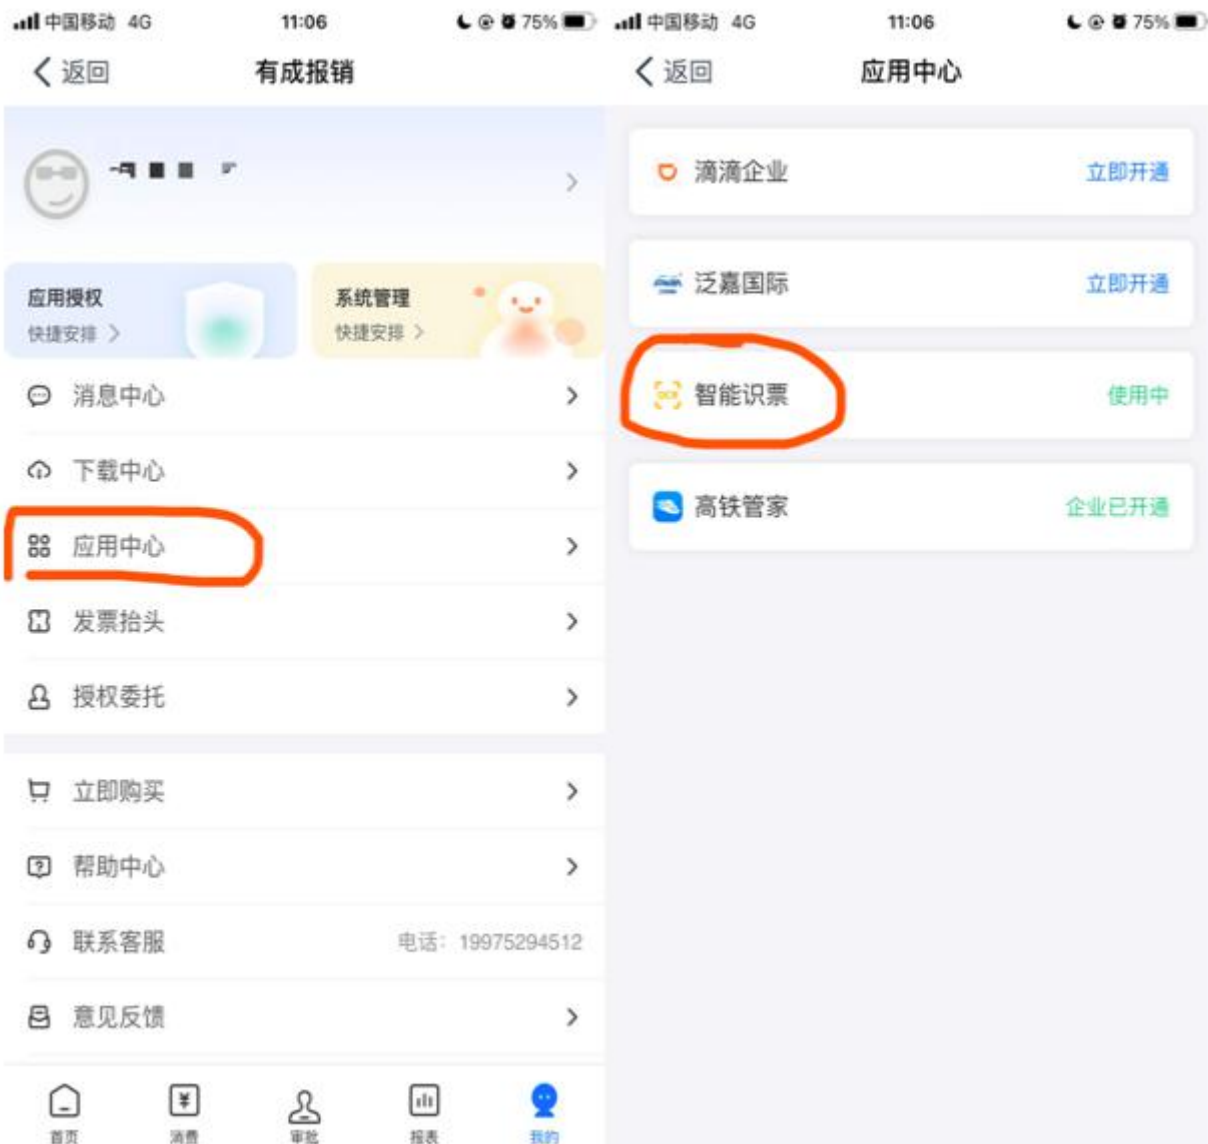 中国移动 4G 11:06 75%
返回 有成报销
应用授权
快捷安排
系统管理
快捷安排
消息中心
下载中心
应用中心
发票抬头
授权委托
立即购买
帮助中心
联系客服 电话：19975294512
意见反馈
首页 消费 审批 报表 我的
中国移动 4G 11:06 75%
返回 应用中心
滴滴企业 立即开通
泛嘉国际 立即开通
OCR 智能识票 使用中
高铁管家 企业已开通